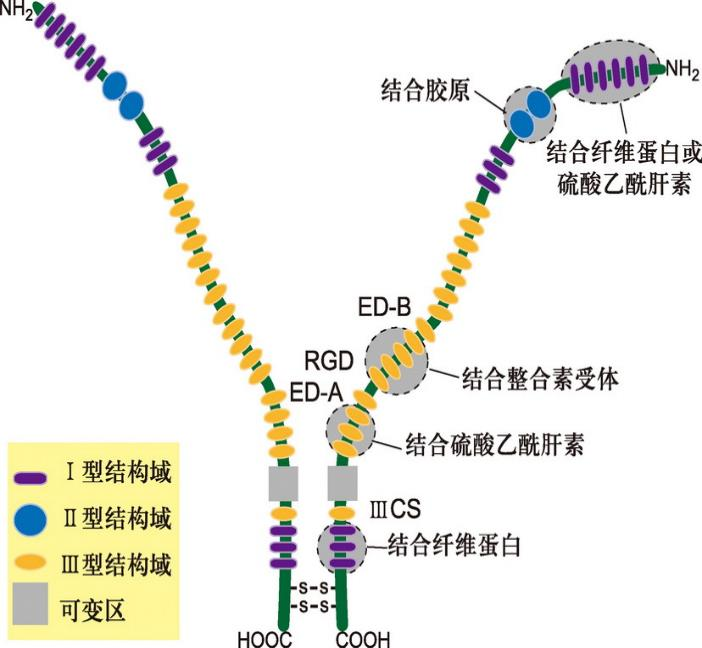 NH2
NH2
结合胶原
结合纤维蛋白或
硫酸乙酰肝素
ED-B
RGD
结合整合素受体
ED-A
结合硫酸乙酰肝素
ⅢCS
结合纤维蛋白
-s-s-
-s-s-
HOOC
COOH
Ⅰ型结构域
Ⅱ型结构域
Ⅲ型结构域
可变区